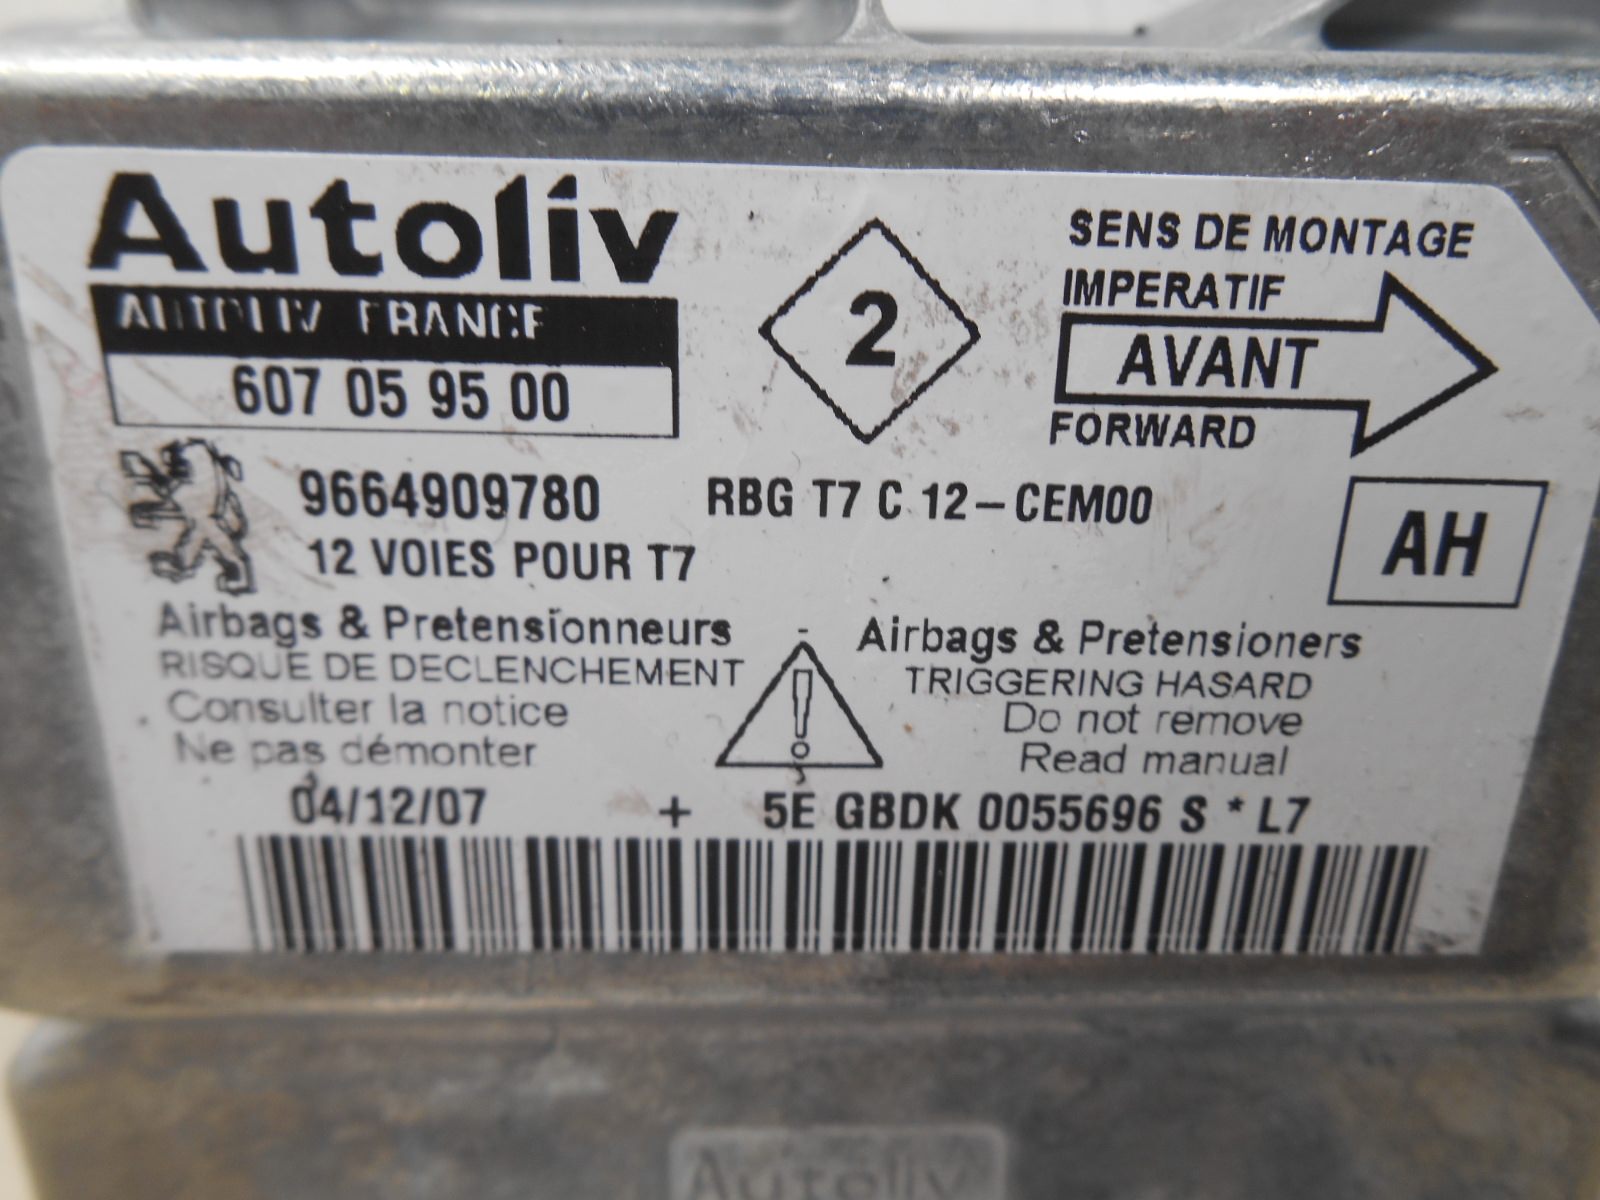 Autoliv
AUTOLIV FRANCE
607 05 95 00
2
SENS DE MONTAGE
IMPERATIF
AVANT
FORWARD
9664909780 RBG T7 C 12-CEM00
12 VOIES POUR T7
AH
Airbags & Pretensionneurs
RISQUE DE DECLENCHEMENT
Consulter la notice
Ne pas démonter
Airbags & Pretensioners
TRIGGERING HASARD
Do not remove
Read manual
04/12/07 + 5E GBDK 0055696 S * L7
Autoliv